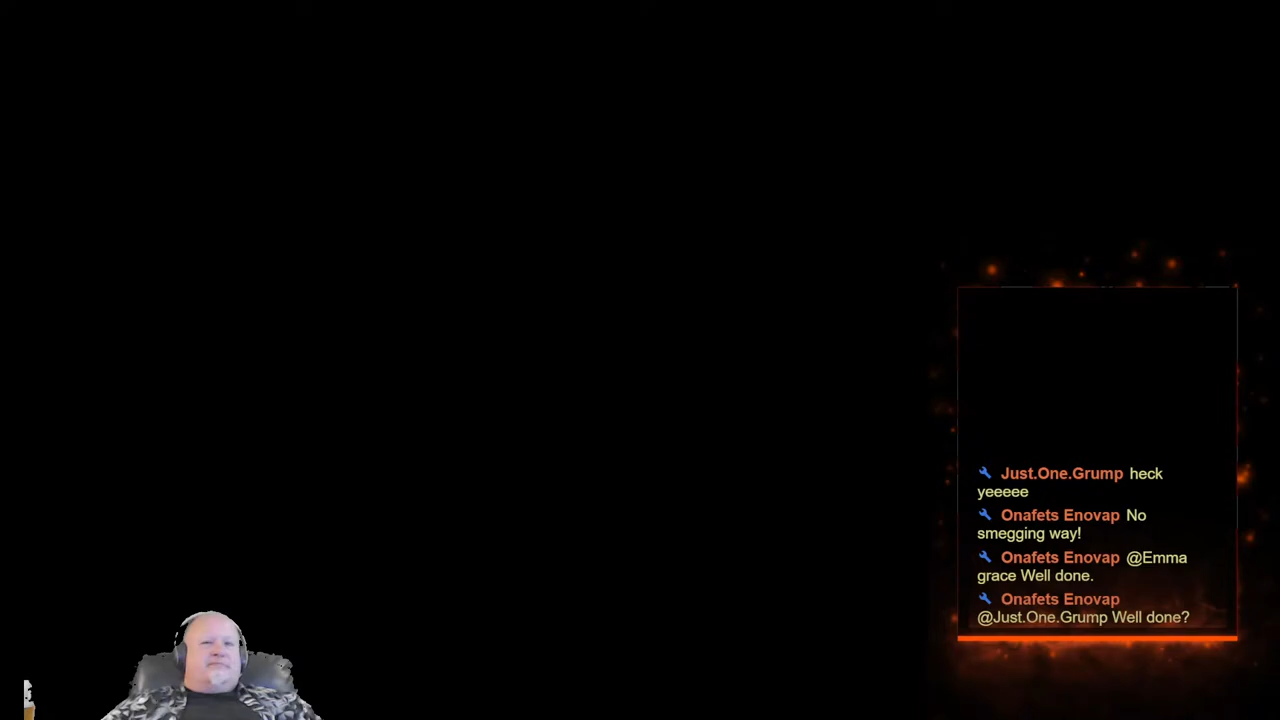 Just.One.Grump heck
yeeeee
Onafets Enovap No
smegging way!
Onafets Enovap @Emma
grace Well done.
Onafets Enovap
@Just.One.Grump Well done?